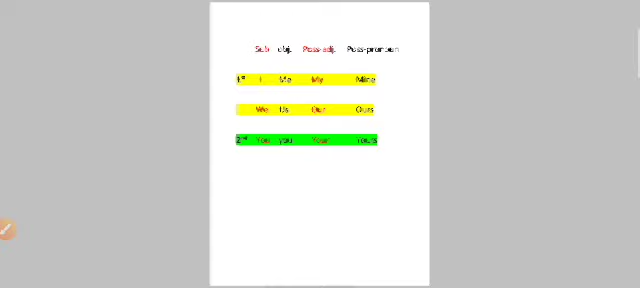 Sub obj. Poss-adj. Poss-pronoun
1st I Me My Mine
We Us Our Ours
2nd You you Your Yours